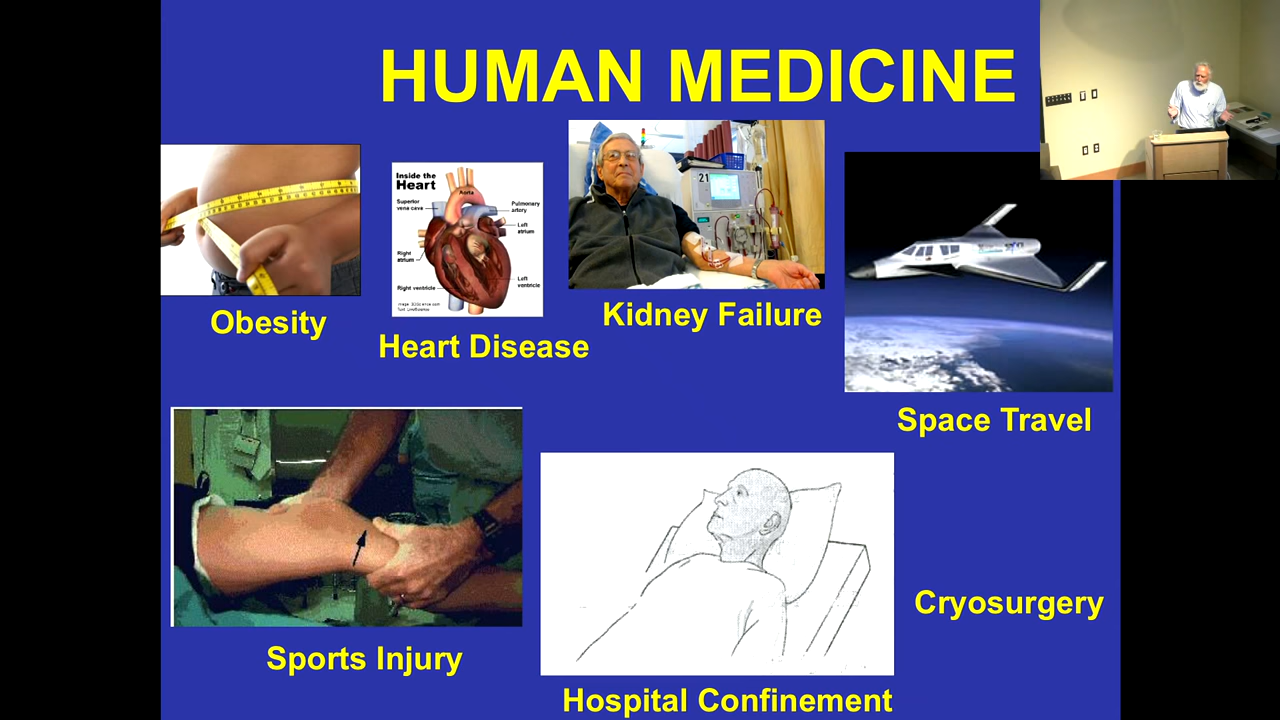 HUMAN MEDICINE
Inside the
Heart
Aorta
Superior
vena cava
Pulmonary
artery
Left
atrium
Right
atrium
Left
ventricle
Right ventricle
21
Obesity
Heart Disease
Kidney Failure
Space Travel
Sports Injury
Hospital Confinement
Cryosurgery